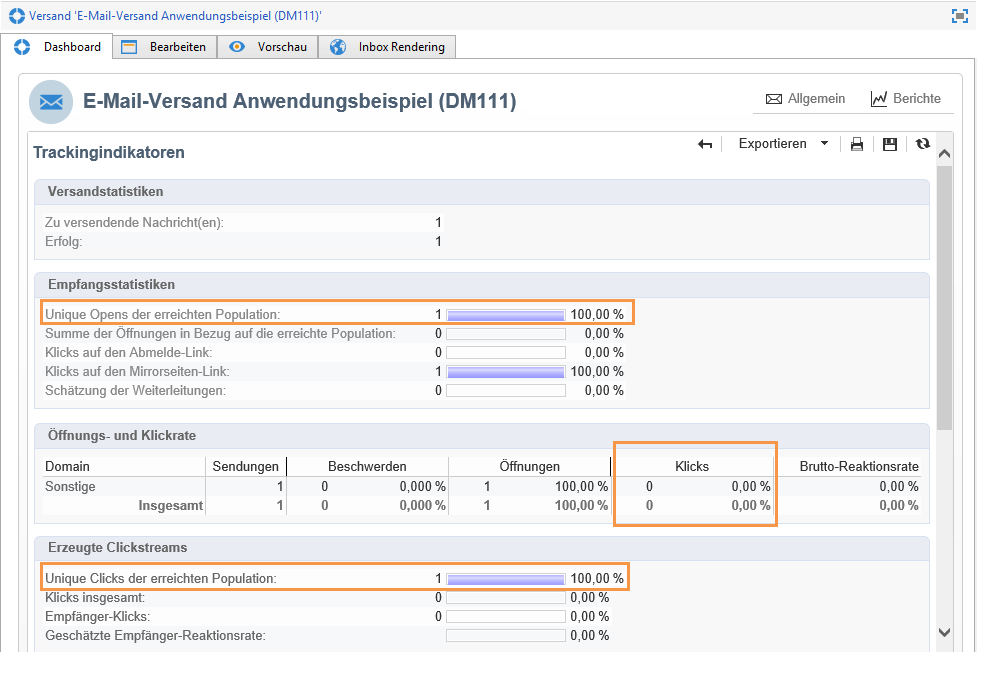 Versand 'E-Mail-Versand Anwendungsbeispiel (DM111)'
Dashboard Bearbeiten Vorschau Inbox Rendering
E-Mail-Versand Anwendungsbeispiel (DM111) Allgemein Berichte
Exportieren
Trackingindikatoren
Versandstatistiken
Zu versendende Nachricht(en): 1
Erfolg: 1
Empfangsstatistiken
Unique Opens der erreichten Population: 1 100,00 %
Summe der Öffnungen in Bezug auf die erreichte Population: 0 0,00 %
Klicks auf den Abmelde-Link: 0 0,00 %
Klicks auf den Mirrorseiten-Link: 1 100,00 %
Schätzung der Weiterleitungen: 0 0,00 %
Öffnungs- und Klickrate
Domain Sendungen Beschwerden Öffnungen Klicks Brutto-Reaktionsrate
Sonstige 1 0 0,000 % 1 100,00 % 0 0,00 % 0,00 %
Insgesamt 1 0 0,000 % 1 100,00 % 0 0,00 % 0,00 %
Erzeugte Clickstreams
Unique Clicks der erreichten Population: 1 100,00 %
Klicks insgesamt: 0 0,00 %
Empfänger-Klicks: 0 0,00 %
Geschätzte Empfänger-Reaktionsrate: 0,00 %